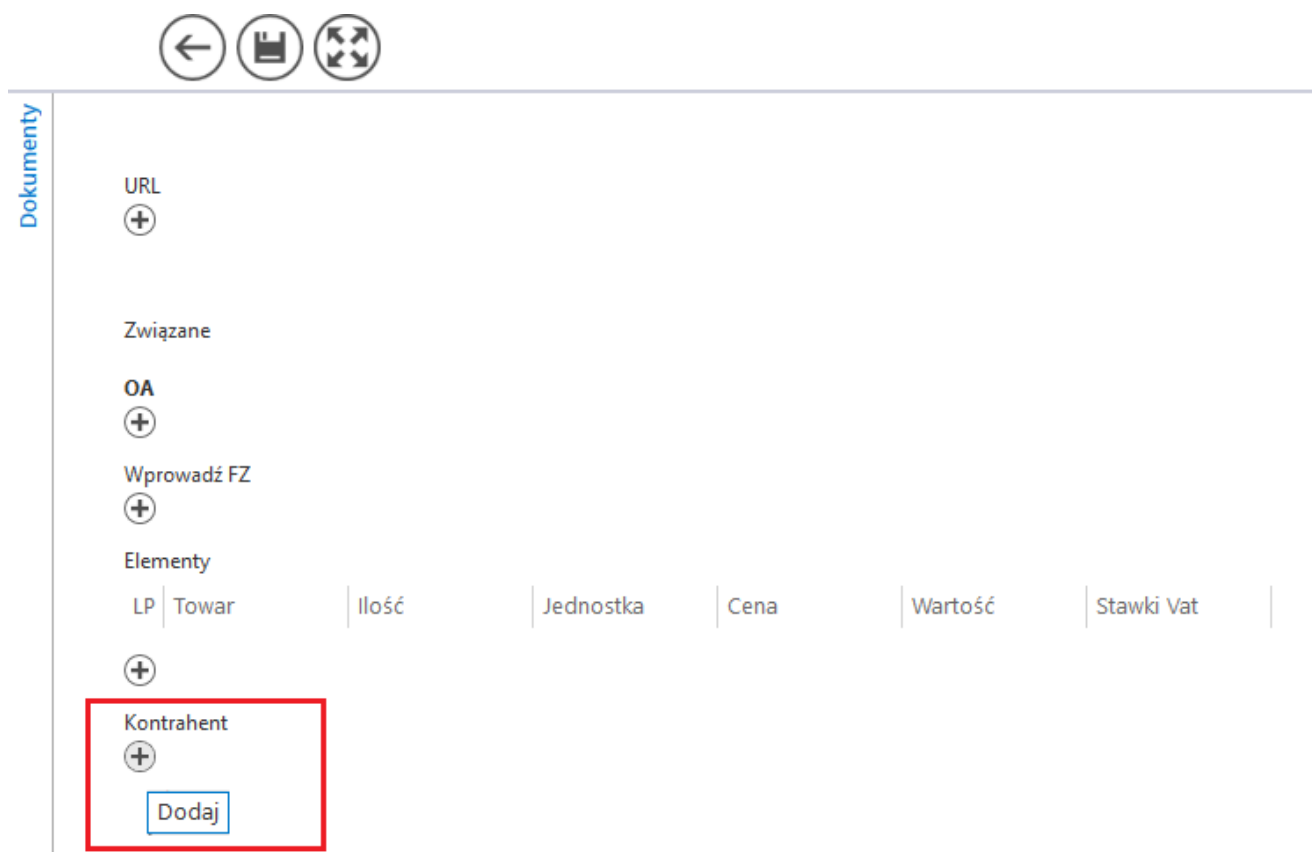 Dokumenty
URL
Związane
OA
Wprowadź FZ
Elementy
LP Towar Ilość Jednostka Cena Wartość Stawki Vat
Kontrahent
Dodaj